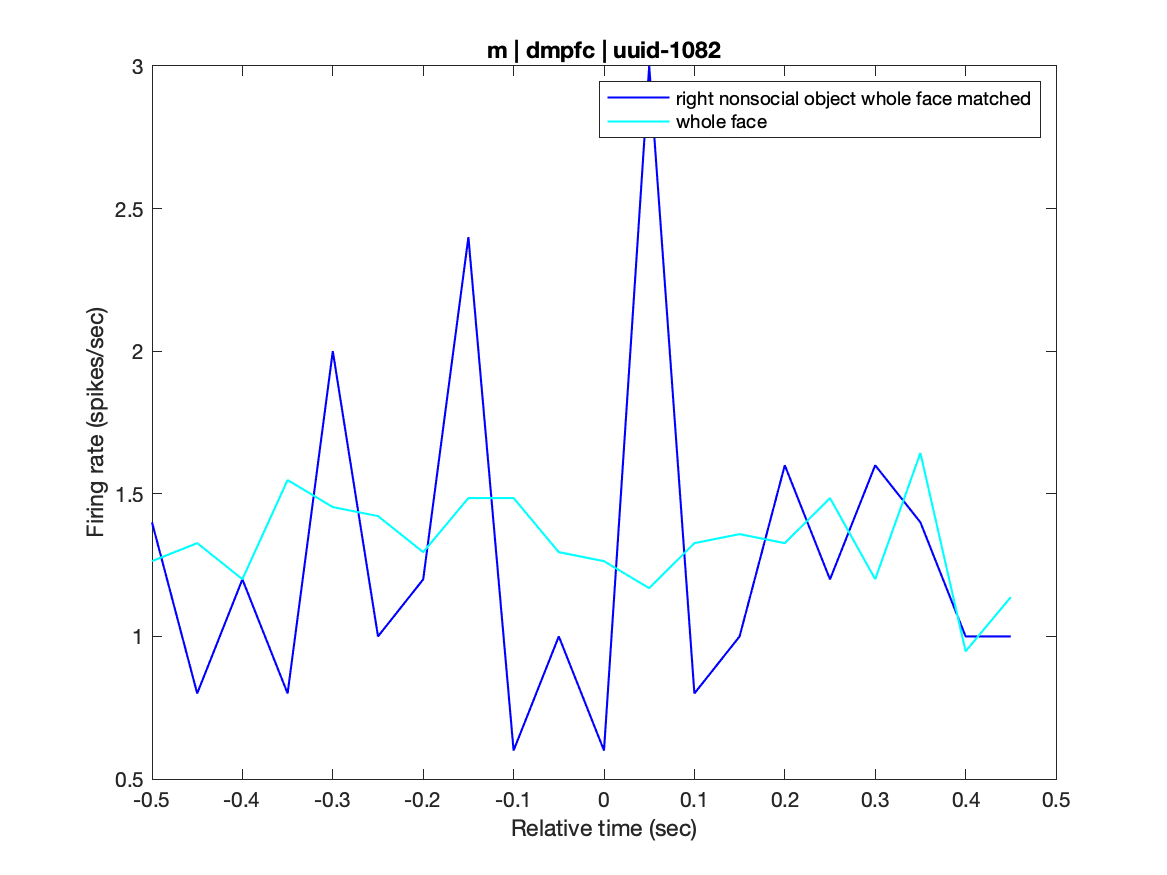 m | dmpfc | uuid-1082
right nonsocial object whole face matched
whole face
3
2.5
2
1.5
1
0.5
Firing rate (spikes/sec)
-0.5 -0.4 -0.3 -0.2 -0.1 0 0.1 0.2 0.3 0.4 0.5
Relative time (sec)